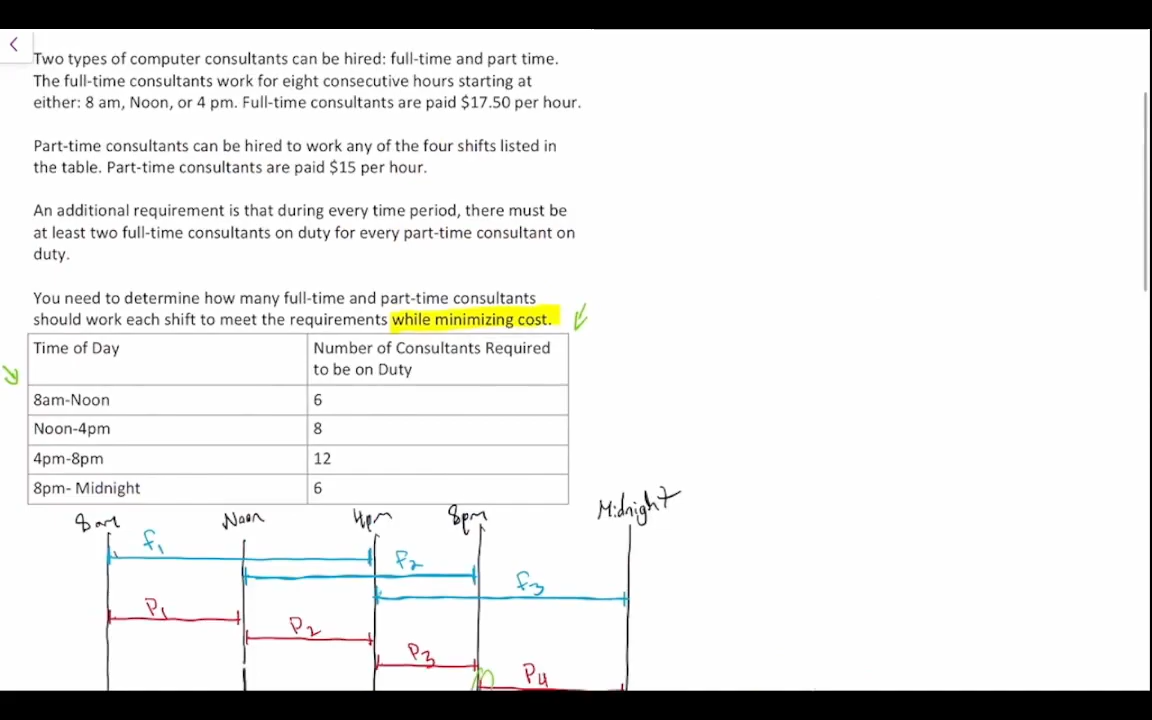 Two types of computer consultants can be hired: full-time and part time.
The full-time consultants work for eight consecutive hours starting at
either: 8 am, Noon, or 4 pm. Full-time consultants are paid $17.50 per hour.
Part-time consultants can be hired to work any of the four shifts listed in
the table. Part-time consultants are paid $15 per hour.
An additional requirement is that during every time period, there must be
at least two full-time consultants on duty for every part-time consultant on
duty.
You need to determine how many full-time and part-time consultants
should work each shift to meet the requirements while minimizing cost.
Time of Day Number of Consultants Required
to be on Duty
8am-Noon 6
Noon-4pm 8
4pm-8pm 12
8pm- Midnight 6
8am Noon 4pm 8pm Midnight
f1
f2
f3
P1
P2
P3
P4